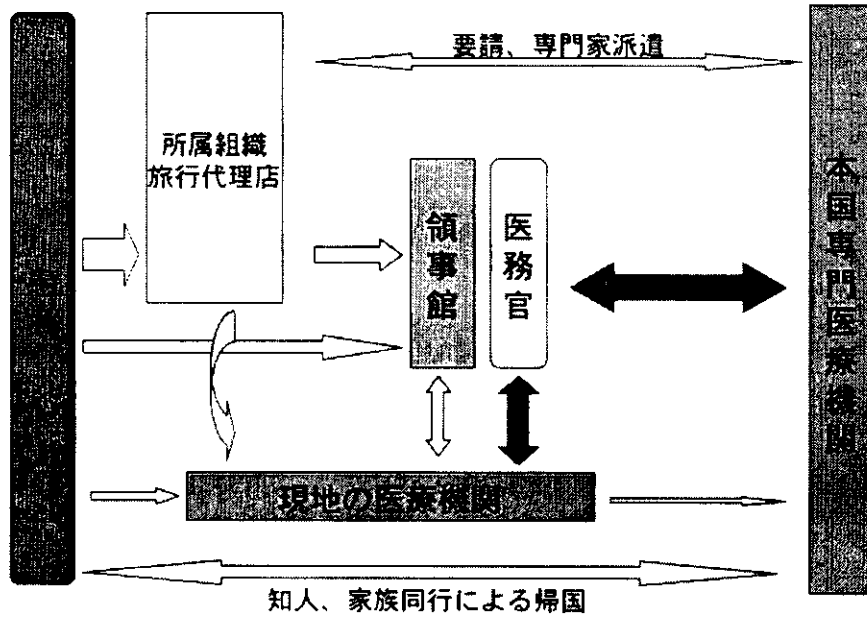 要請、専門家派遣
所属組織
旅行代理店
領事館
医務官
本国専門医療機関
現地の医療機関
知人、家族同行による帰国